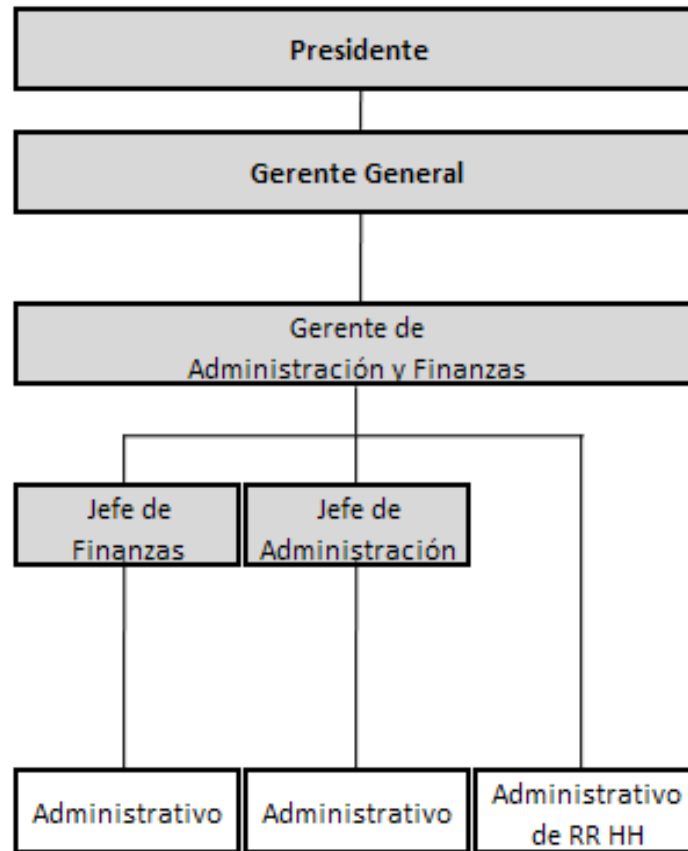 Presidente
Gerente General
Gerente de
Administración y Finanzas
Jefe de
Finanzas
Jefe de
Administración
Administrativo
Administrativo
Administrativo
de RR HH